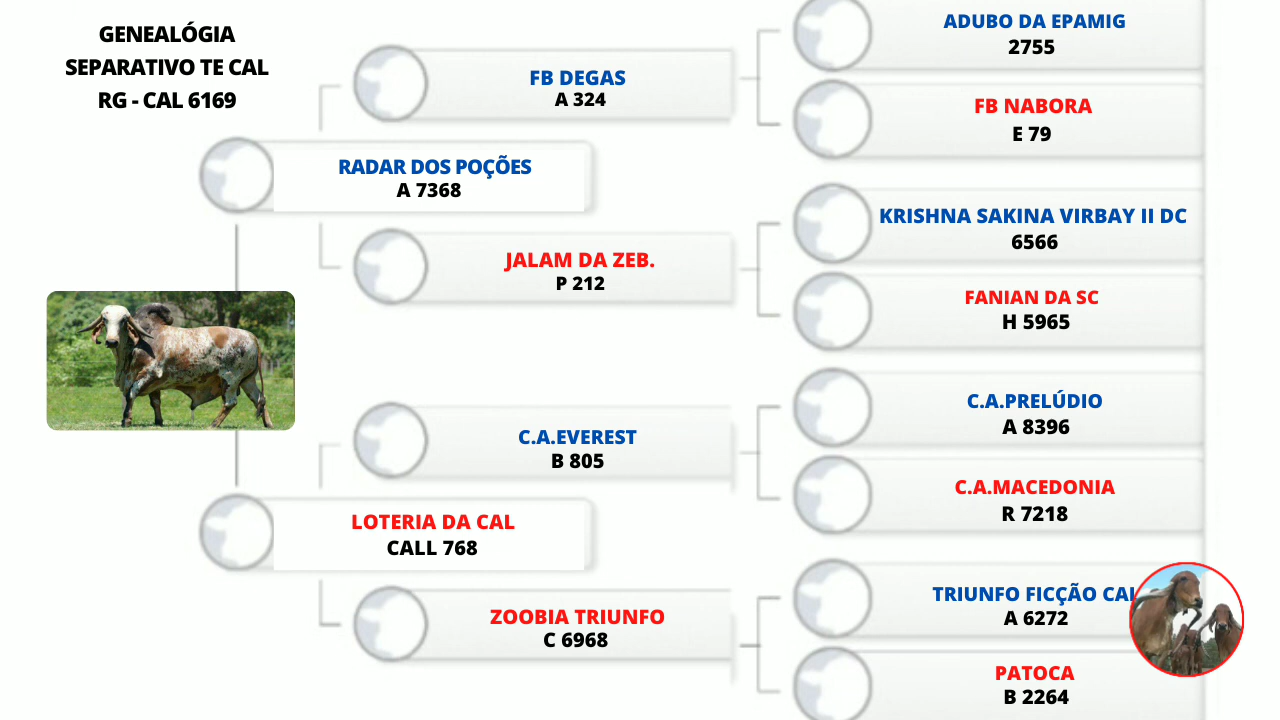 GENEALÓGIA
SEPARATIVO TE CAL
RG - CAL 6169
FB DEGAS
A 324
RADAR DOS POÇÕES
A 7368
JALAM DA ZEB.
P 212
C.A.EVEREST
B 805
LOTERIA DA CAL
CALL 768
ZOOBIA TRIUNFO
C 6968
ADUBO DA EPAMIG
2755
FB NABORA
E 79
KRISHNA SAKINA VIRBAY II DC
6566
FANIAN DA SC
H 5965
C.A.PRELÚDIO
A 8396
C.A.MACEDONIA
R 7218
TRIUNFO FICÇÃO CAL
A 6272
PATOCA
B 2264